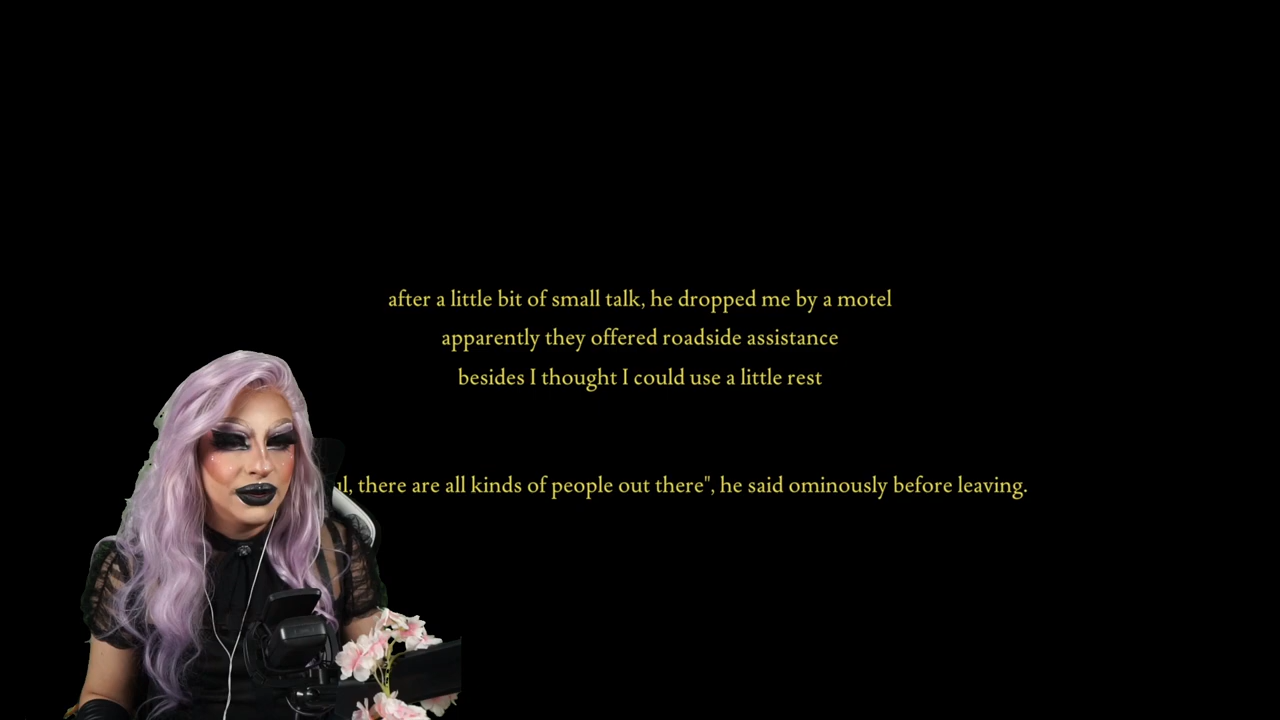 after a little bit of small talk, he dropped me by a motel
apparently they offered roadside assistance
besides I thought I could use a little rest
there are all kinds of people out there", he said ominously before leaving.